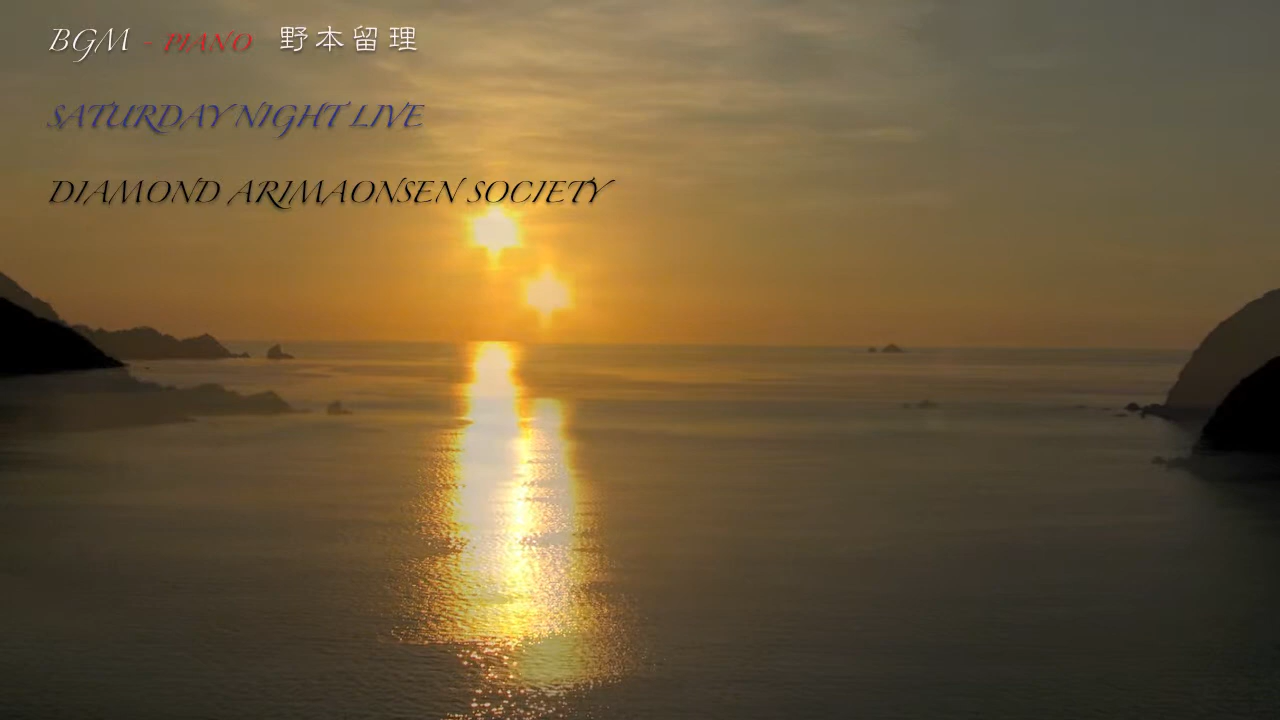 BGM - PIANO 野本留理
SATURDAY NIGHT LIVE
DIAMOND ARIMAONSEN SOCIETY